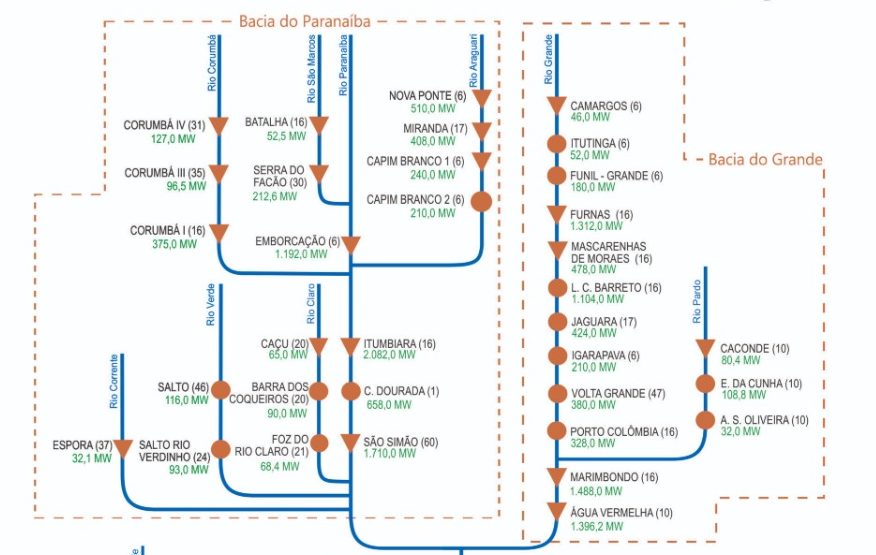 Bacia do Paranaíba
Rio Corumbá
Rio São Marcos
Rio Paranaíba
Rio Araguari
CORUMBÁ IV (31)
127,0 MW
CORUMBÁ III (35)
96,5 MW
CORUMBÁ I (16)
375,0 MW
BATALHA (16)
52,5 MW
SERRA DO
FACÃO (30)
212,6 MW
EMBORCAÇÃO (6)
1.192,0 MW
NOVA PONTE (6)
510,0 MW
MIRANDA (17)
408,0 MW
CAPIM BRANCO 1 (6)
240,0 MW
CAPIM BRANCO 2 (6)
210,0 MW
Rio Corrente
ESPORA (37)
32,1 MW
Rio Verde
SALTO (46)
116,0 MW
SALTO RIO
VERDINHO (24)
93,0 MW
Rio Claro
CAÇU (20)
65,0 MW
BARRA DOS
COQUEIROS (20)
90,0 MW
FOZ DO
RIO CLARO (21)
68,4 MW
ITUMBIARA (16)
2.082,0 MW
C. DOURADA (1)
658,0 MW
SÃO SIMÃO (60)
1.710,0 MW
Bacia do Grande
Rio Grande
CAMARGOS (6)
46,0 MW
ITUTINGA (6)
52,0 MW
FUNIL - GRANDE (6)
180,0 MW
FURNAS (16)
1.312,0 MW
MASCARENHAS
DE MORAES (16)
478,0 MW
L. C. BARRETO (16)
1.104,0 MW
JAGUARA (17)
424,0 MW
IGARAPAVA (6)
210,0 MW
VOLTA GRANDE (47)
380,0 MW
PORTO COLÔMBIA (16)
328,0 MW
Rio Pardo
CACONDE (10)
80,4 MW
E. DA CUNHA (10)
108,8 MW
A. S. OLIVEIRA (10)
32,0 MW
MARIMBONDO (16)
1.488,0 MW
ÁGUA VERMELHA (10)
1.396,2 MW